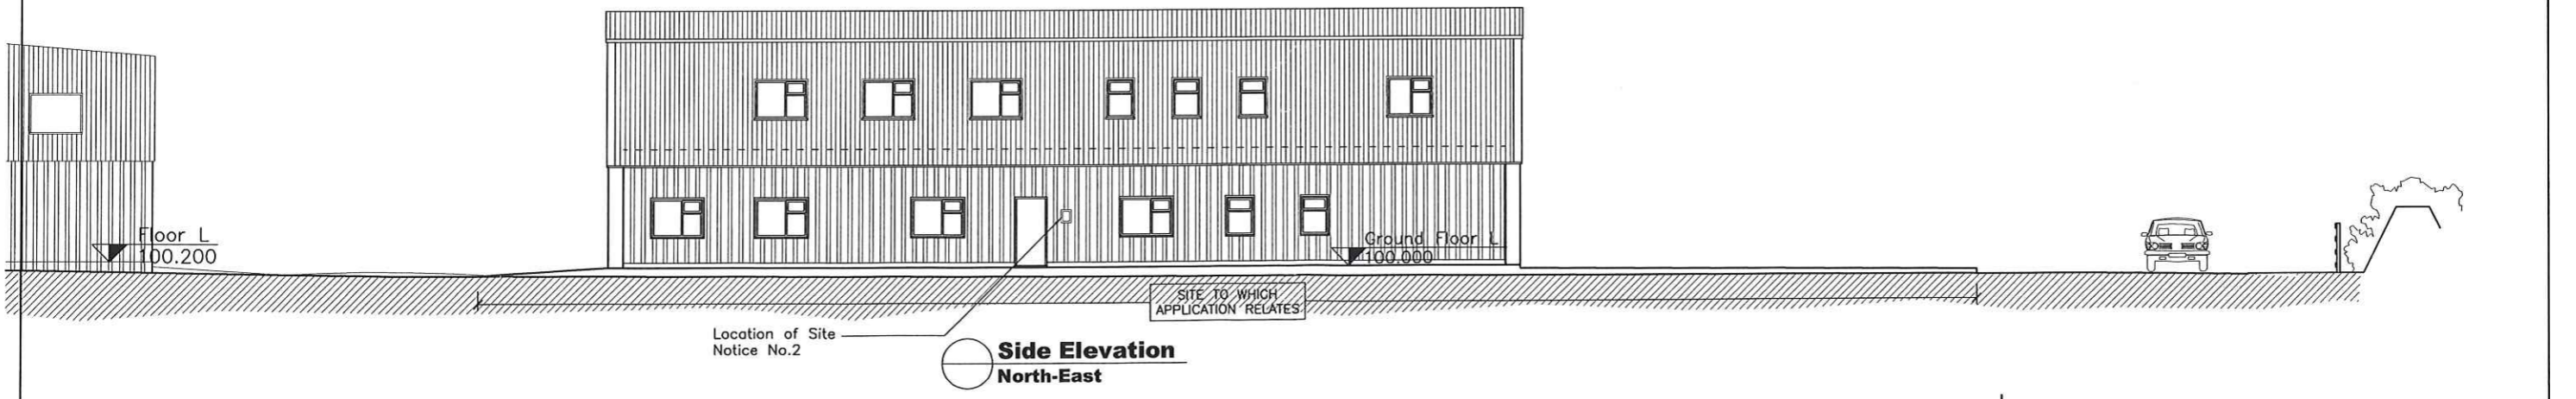 Floor L
100.200
Ground Floor L
100.000
SITE TO WHICH
APPLICATION RELATES
Location of Site
Notice No.2
Side Elevation
North-East